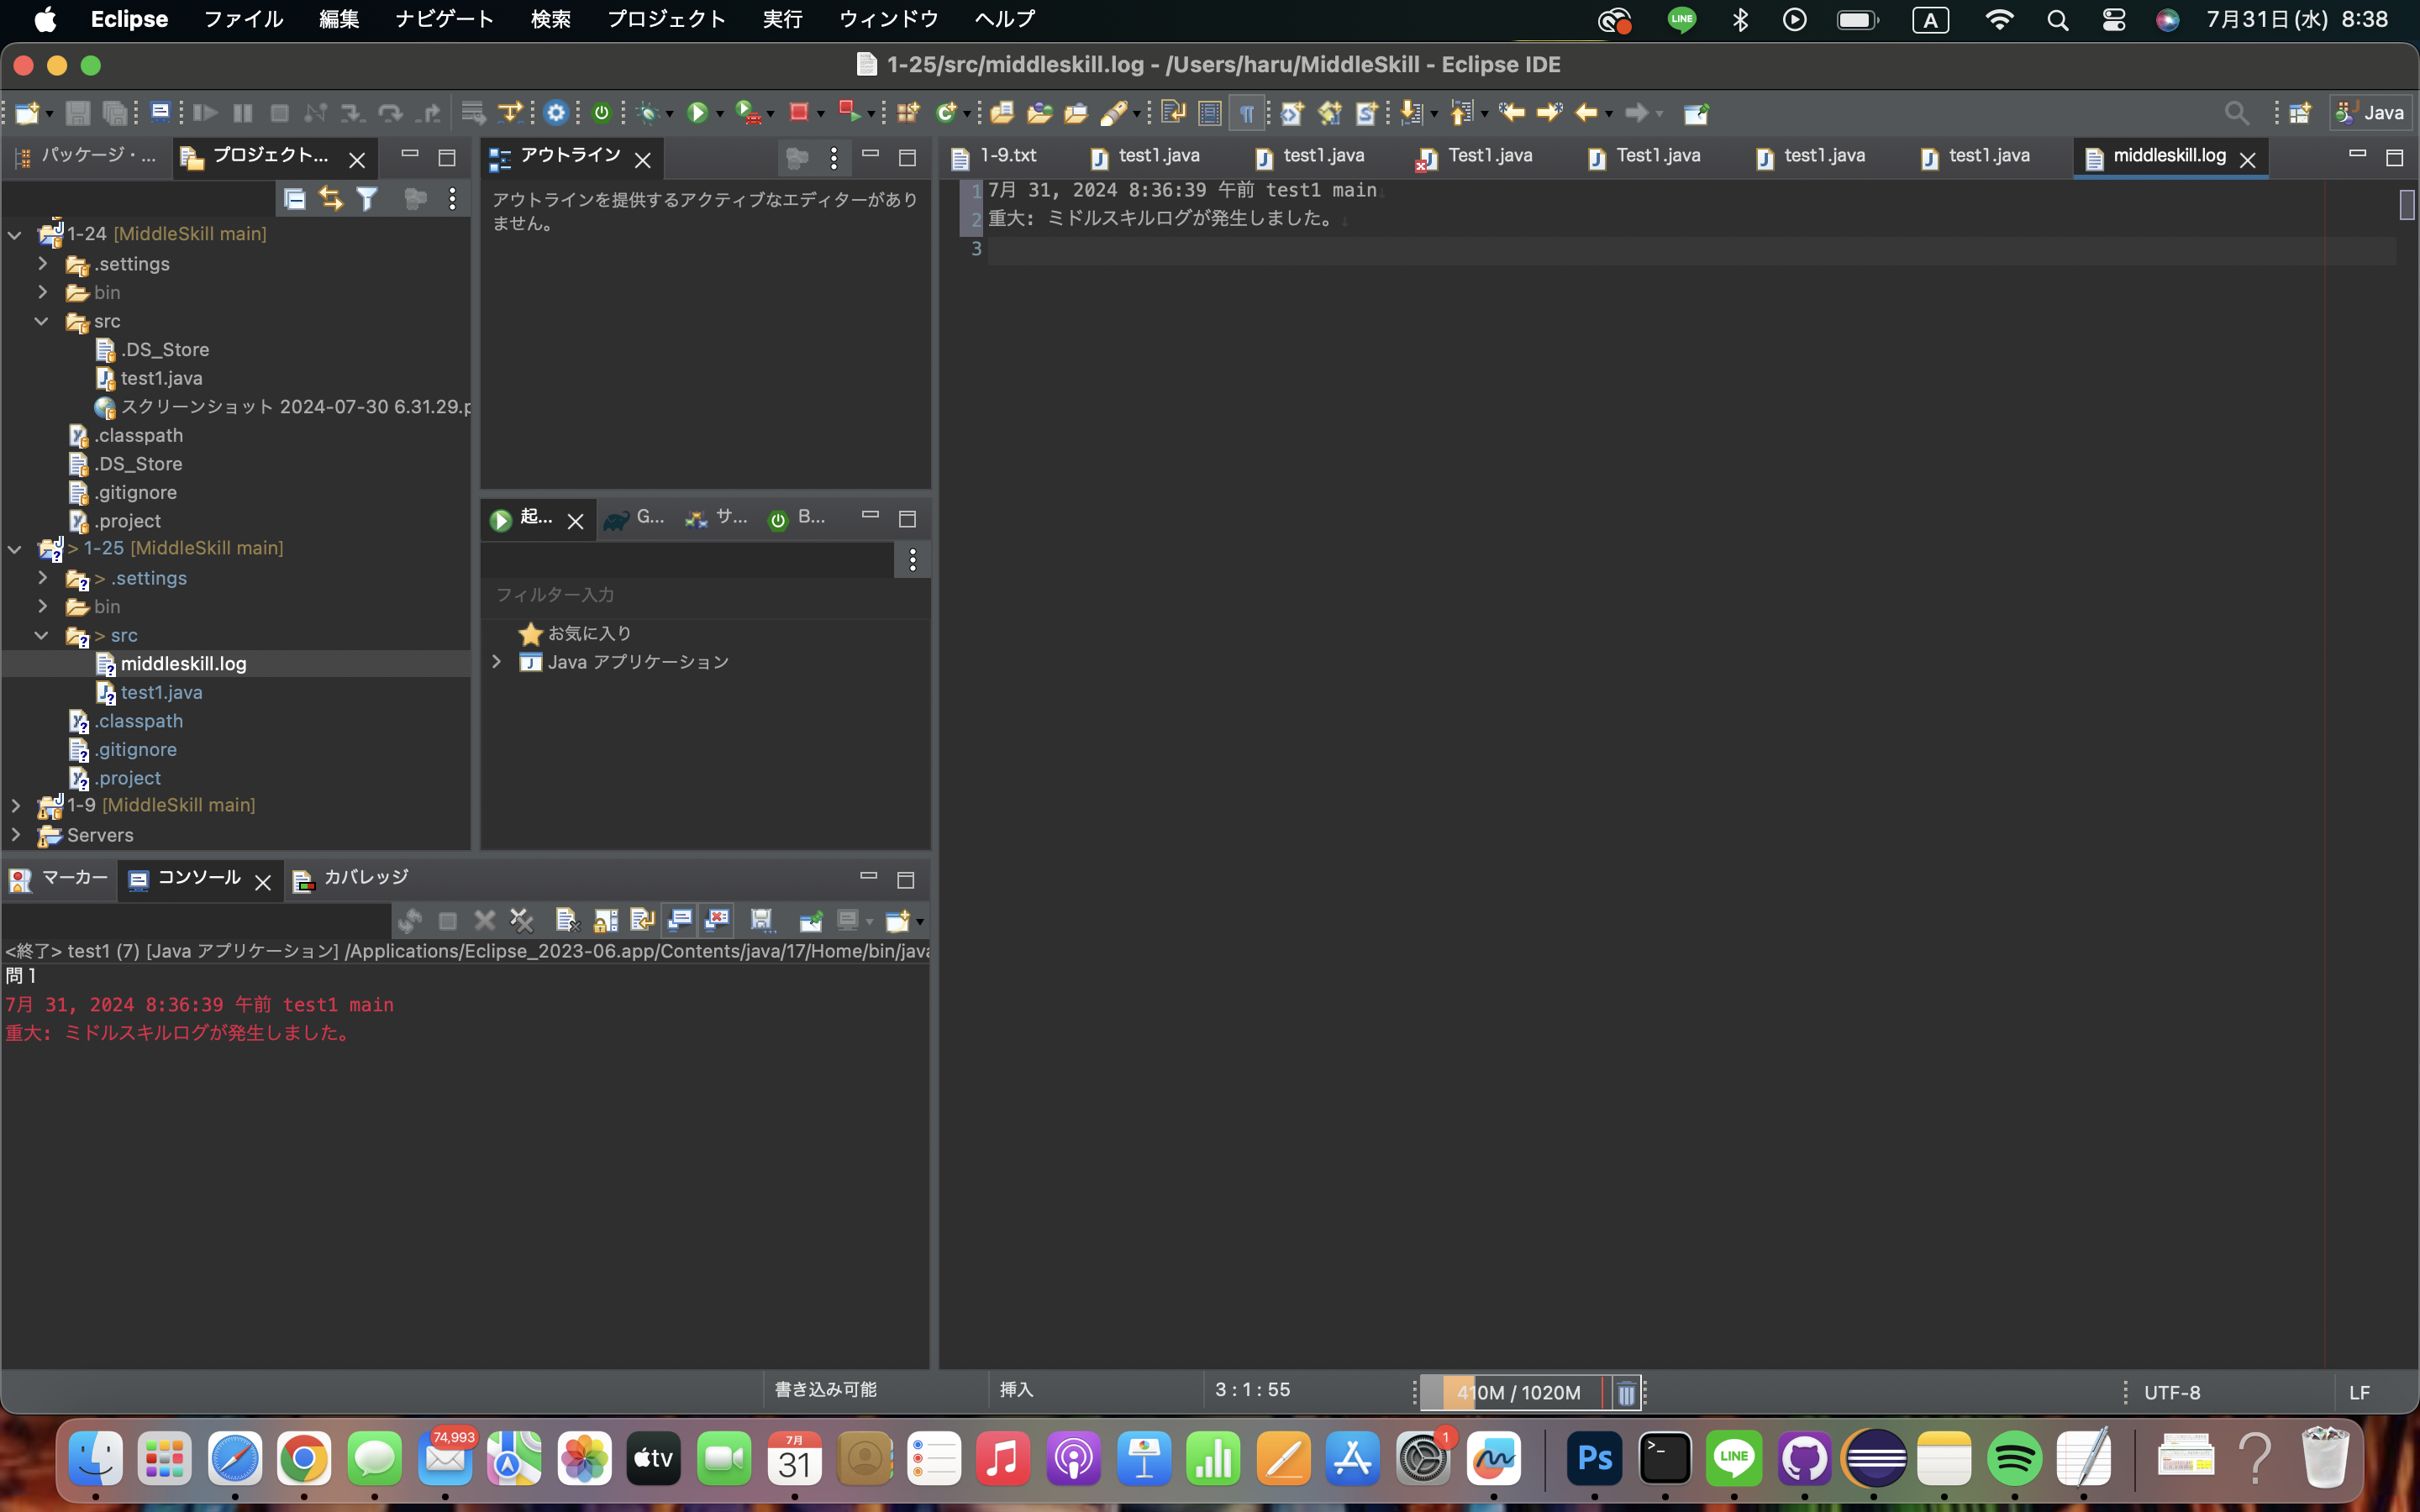 Eclipse ファイル 編集 ナビゲート 検索 プロジェクト 実行 ウィンドウ ヘルプ LINE A 7月31日(水) 8:38
1-25/src/middleskill.log - /Users/haru/MiddleSkill - Eclipse IDE
Java
パッケージ・... プロジェクト...
1-24 [MiddleSkill main]
.settings
bin
src
.DS_Store
test1.java
スクリーンショット 2024-07-30 6.31.29.p
.classpath
.DS_Store
.gitignore
.project
> 1-25 [MiddleSkill main]
> .settings
bin
> src
middleskill.log
test1.java
.classpath
.gitignore
.project
1-9 [MiddleSkill main]
Servers
アウトライン
アウトラインを提供するアクティブなエディターがあり
ません。
起... G... サ... B...
フィルター入力
お気に入り
Java アプリケーション
1-9.txt test1.java test1.java Test1.java Test1.java test1.java test1.java middleskill.log
1 7月 31, 2024 8:36:39 午前 test1 main
2 重大: ミドルスキルログが発生しました。
3
マーカー コンソール カバレッジ
<終了> test1 (7) [Java アプリケーション] /Applications/Eclipse_2023-06.app/Contents/java/17/Home/bin/java
問1
7月 31, 2024 8:36:39 午前 test1 main
重大: ミドルスキルログが発生しました。
書き込み可能 挿入 3 : 1 : 55 410M / 1020M UTF-8 LF
74,993 tv 7月 31 1 Ps LINE